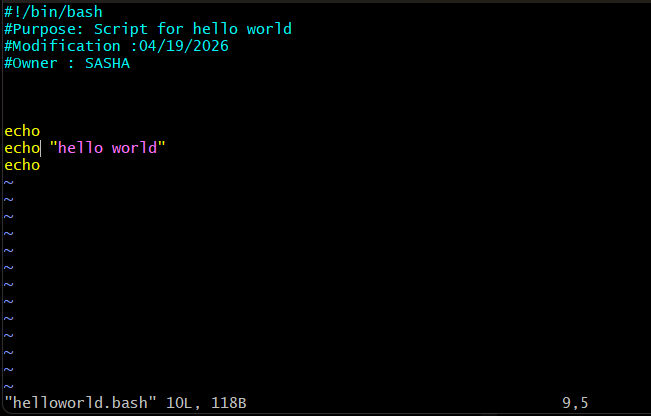 #!/bin/bash
#Purpose: Script for hello world
#Modification :04/19/2026
#Owner : SASHA
echo
echo "hello world"
echo
~
~
~
~
~
~
~
~
~
~
~
~
~
"helloworld.bash" 10L, 118B 9,5